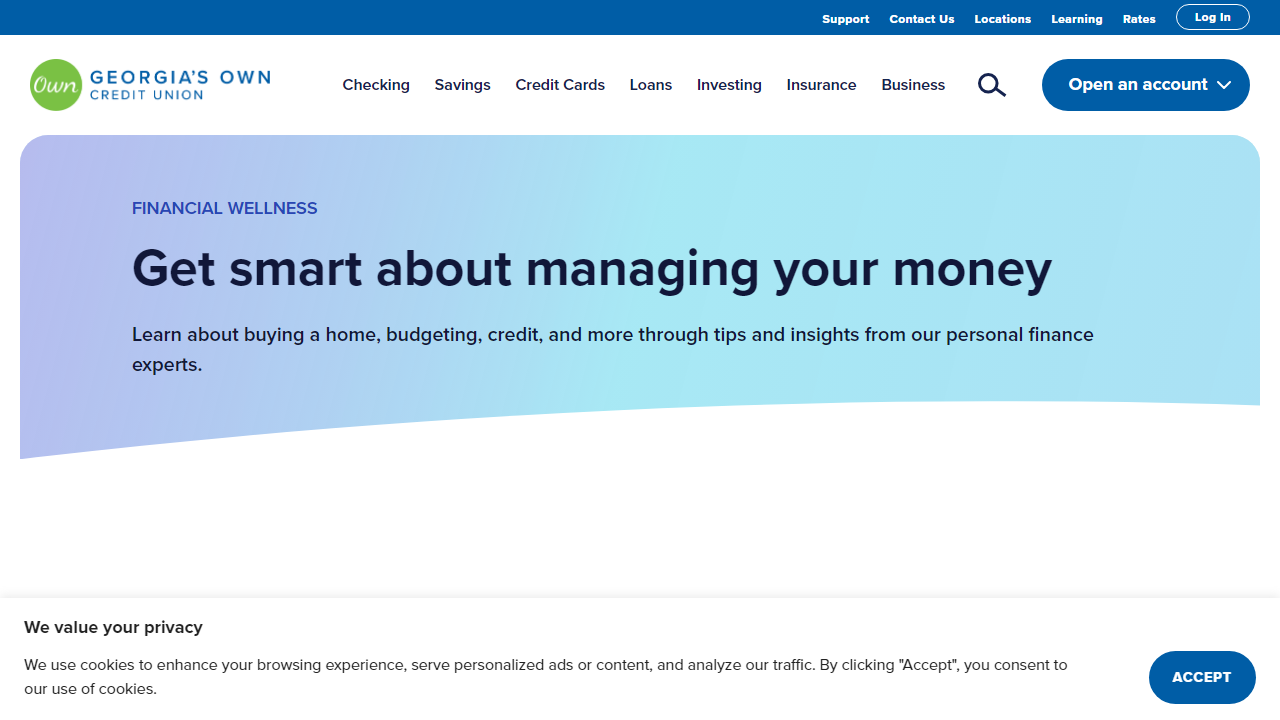 Support Contact Us Locations Learning Rates Log In
Own GEORGIA'S OWN
CREDIT UNION
Checking Savings Credit Cards Loans Investing Insurance Business Open an account
FINANCIAL WELLNESS
Get smart about managing your money
Learn about buying a home, budgeting, credit, and more through tips and insights from our personal finance
experts.
We value your privacy
We use cookies to enhance your browsing experience, serve personalized ads or content, and analyze our traffic. By clicking "Accept", you consent to
our use of cookies.
ACCEPT